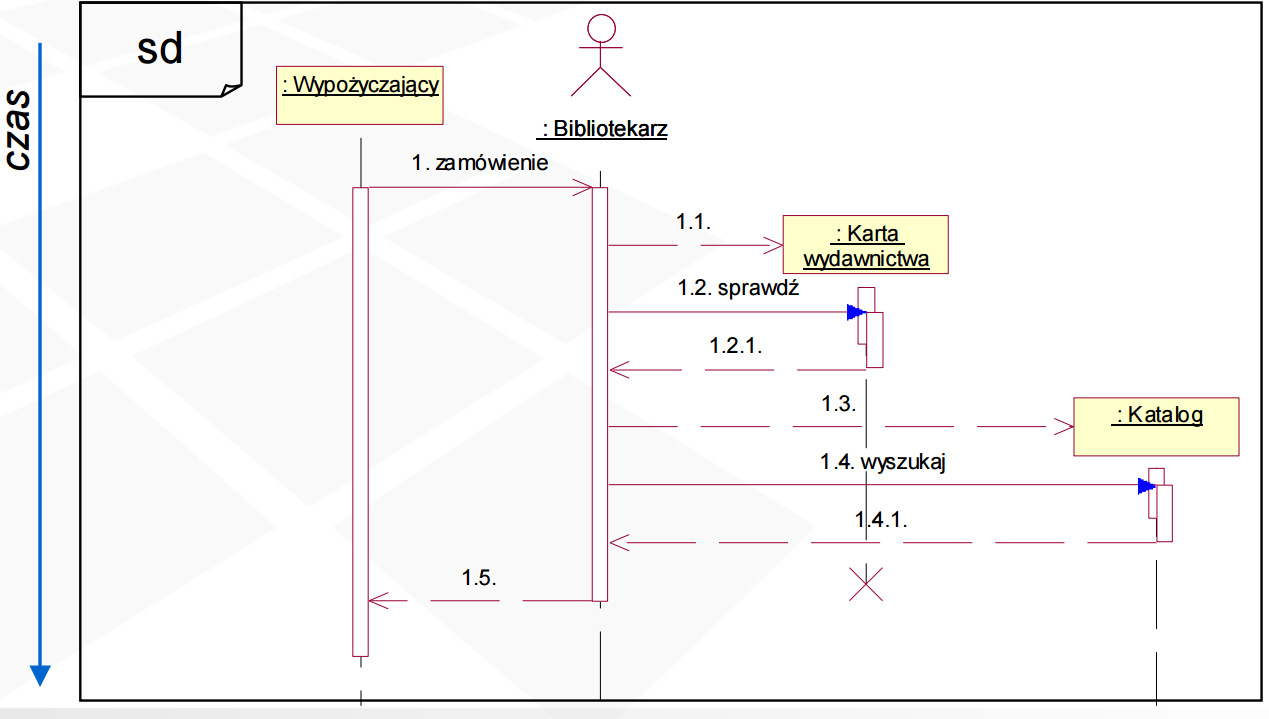 sd
czas
: Wypożyczający
: Bibliotekarz
1. zamówienie
1.1.
: Karta
wydawnictwa
1.2. sprawdź
1.2.1.
1.3.
: Katalog
1.4. wyszukaj
1.4.1.
1.5.